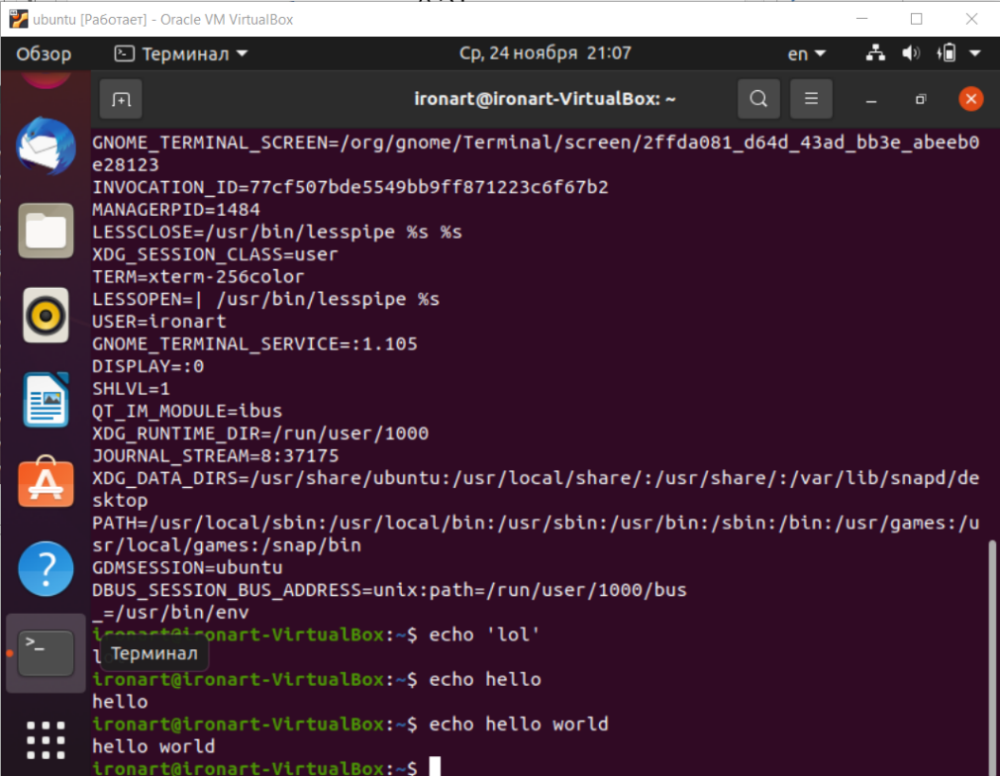 ubuntu [Работает] - Oracle VM VirtualBox
Обзор Терминал Ср, 24 ноября 21:07 en
ironart@ironart-VirtualBox: ~
GNOME_TERMINAL_SCREEN=/org/gnome/Terminal/screen/2ffda081_d64d_43ad_bb3e_abeeb0
e28123
INVOCATION_ID=77cf507bde5549bb9ff871223c6f67b2
MANAGERPID=1484
LESSCLOSE=/usr/bin/lesspipe %s %s
XDG_SESSION_CLASS=user
TERM=xterm-256color
LESSOPEN=| /usr/bin/lesspipe %s
USER=ironart
GNOME_TERMINAL_SERVICE=:1.105
DISPLAY=:0
SHLVL=1
QT_IM_MODULE=ibus
XDG_RUNTIME_DIR=/run/user/1000
JOURNAL_STREAM=8:37175
XDG_DATA_DIRS=/usr/share/ubuntu:/usr/local/share/:/usr/share/:/var/lib/snapd/de
sktop
PATH=/usr/local/sbin:/usr/local/bin:/usr/sbin:/usr/bin:/sbin:/bin:/usr/games:/u
sr/local/games:/snap/bin
GDMSESSION=ubuntu
DBUS_SESSION_BUS_ADDRESS=unix:path=/run/user/1000/bus
_=/usr/bin/env
ironart@ironart-VirtualBox:~$ echo 'lol'
Терминал
ironart@ironart-VirtualBox:~$ echo hello
hello
ironart@ironart-VirtualBox:~$ echo hello world
hello world
ironart@ironart-VirtualBox:~$